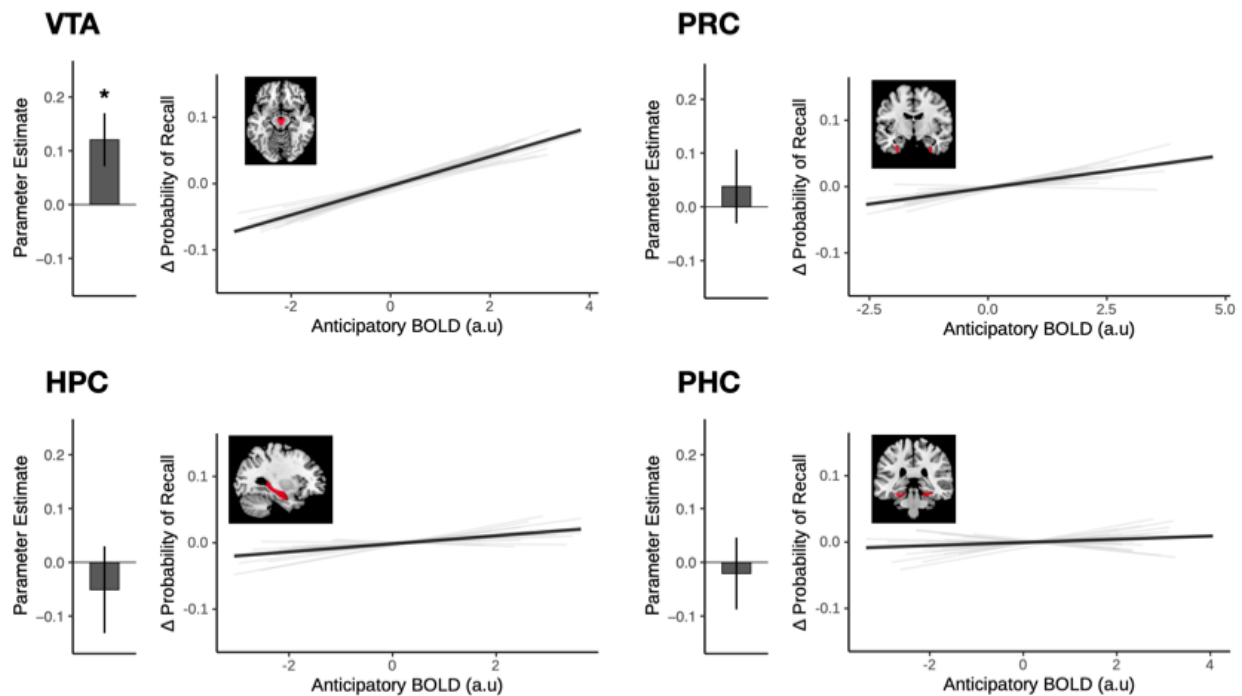 VTA
Parameter Estimate
0.2
0.1
0.0
−0.1
*
Δ Probability of Recall
0.1
0.0
-0.1
-2
0
2
4
Anticipatory BOLD (a.u)
PRC
Parameter Estimate
0.2
0.1
0.0
−0.1
Δ Probability of Recall
0.1
0.0
-0.1
-2.5
0.0
2.5
5.0
Anticipatory BOLD (a.u)
HPC
Parameter Estimate
0.2
0.1
0.0
−0.1
Δ Probability of Recall
0.1
0.0
-0.1
-2
0
2
Anticipatory BOLD (a.u)
PHC
Parameter Estimate
0.2
0.1
0.0
−0.1
Δ Probability of Recall
0.1
0.0
-0.1
-2
0
2
4
Anticipatory BOLD (a.u)